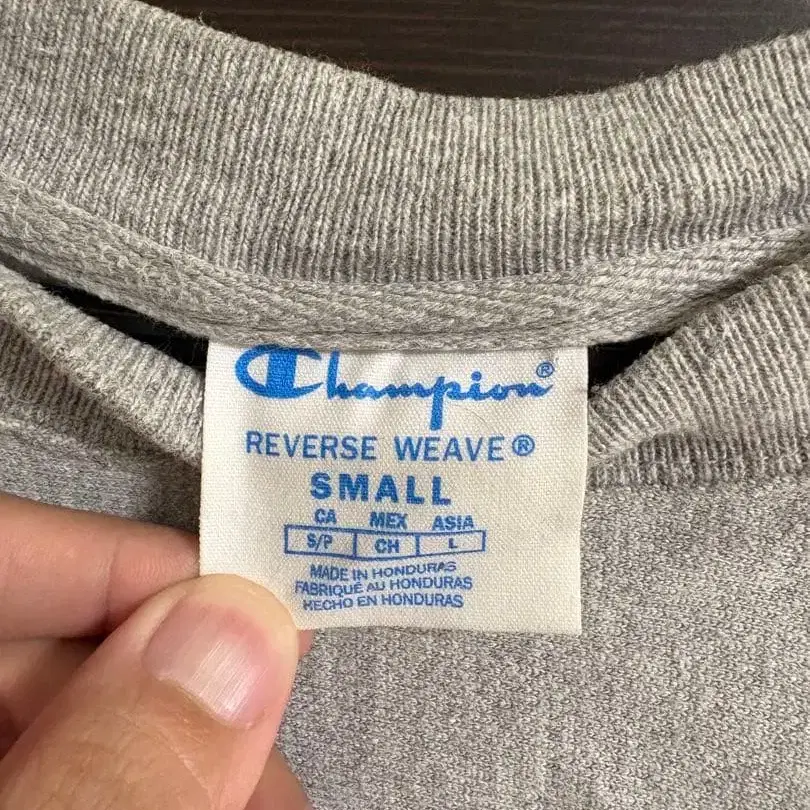 Champion®
REVERSE WEAVE®
SMALL
CA MEX ASIA
S/P CH L
MADE IN HONDURAS
FABRIQUÉ AU HONDURAS
HECHO EN HONDURAS